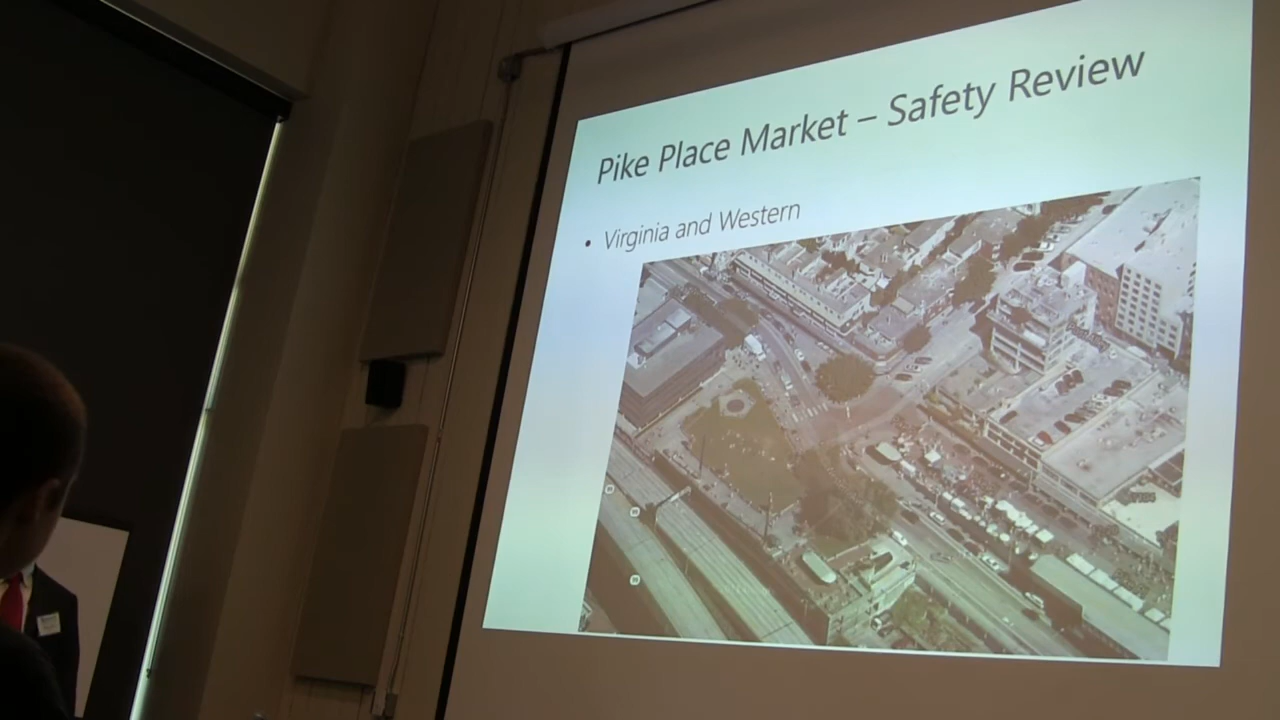 Pike Place Market – Safety Review
• Virginia and Western